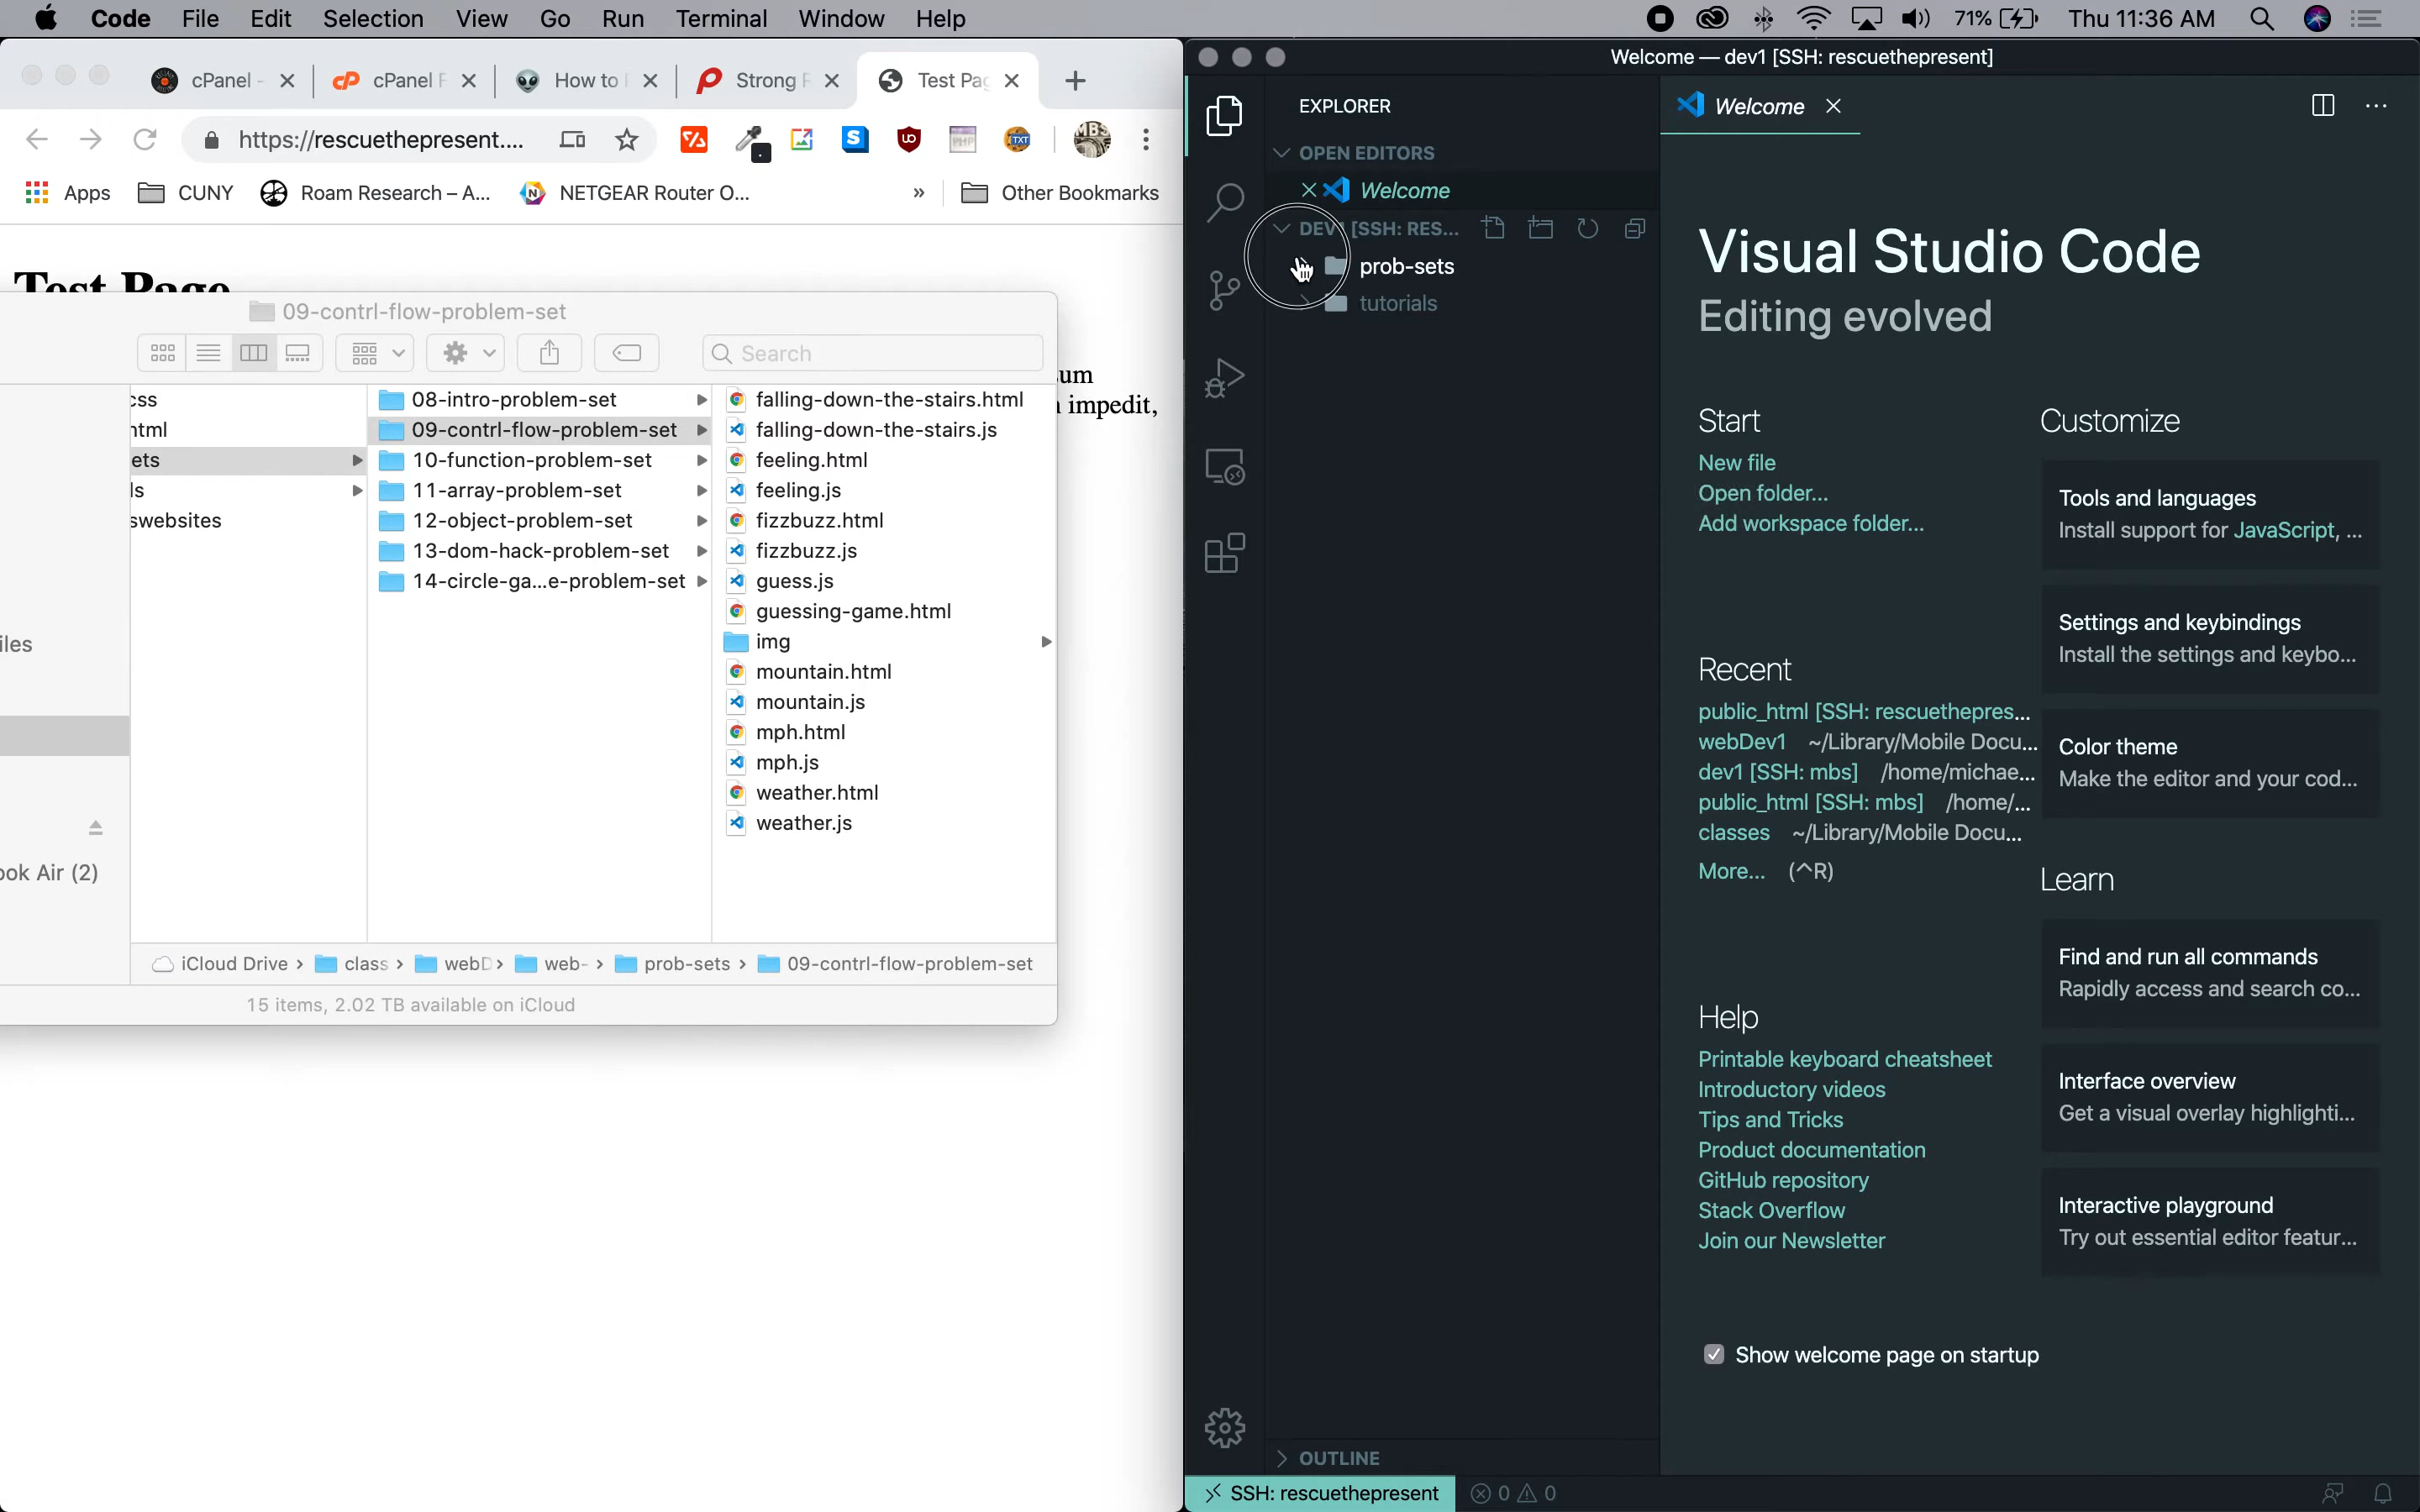 Code File Edit Selection View Go Run Terminal Window Help
71% Thu 11:36 AM
cPanel -
cPanel F
How to
Strong F
Test Pag
https://rescuethepresent....
Apps
CUNY
Roam Research – A...
NETGEAR Router O...
»
Other Bookmarks
Test Page
um
impedit,
09-contrl-flow-problem-set
Search
css
html
ets
ls
swebsites
iles
ook Air (2)
08-intro-problem-set
09-contrl-flow-problem-set
10-function-problem-set
11-array-problem-set
12-object-problem-set
13-dom-hack-problem-set
14-circle-ga...e-problem-set
falling-down-the-stairs.html
falling-down-the-stairs.js
feeling.html
feeling.js
fizzbuzz.html
fizzbuzz.js
guess.js
guessing-game.html
img
mountain.html
mountain.js
mph.html
mph.js
weather.html
weather.js
iCloud Drive › class › webD› web- › prob-sets › 09-contrl-flow-problem-set
15 items, 2.02 TB available on iCloud
Welcome — dev1 [SSH: rescuethepresent]
EXPLORER
OPEN EDITORS
Welcome
DEV1 [SSH: RES...
prob-sets
tutorials
OUTLINE
Welcome
Visual Studio Code
Editing evolved
Start
New file
Open folder...
Add workspace folder...
Recent
public_html [SSH: rescuethepres...
webDev1 ~/Library/Mobile Docu...
dev1 [SSH: mbs] /home/michae...
public_html [SSH: mbs] /home/...
classes ~/Library/Mobile Docu...
More... (^R)
Help
Printable keyboard cheatsheet
Introductory videos
Tips and Tricks
Product documentation
GitHub repository
Stack Overflow
Join our Newsletter
Customize
Tools and languages
Install support for JavaScript, ...
Settings and keybindings
Install the settings and keybo...
Color theme
Make the editor and your cod...
Learn
Find and run all commands
Rapidly access and search co...
Interface overview
Get a visual overlay highlighti...
Interactive playground
Try out essential editor featur...
Show welcome page on startup
SSH: rescuethepresent
0 0